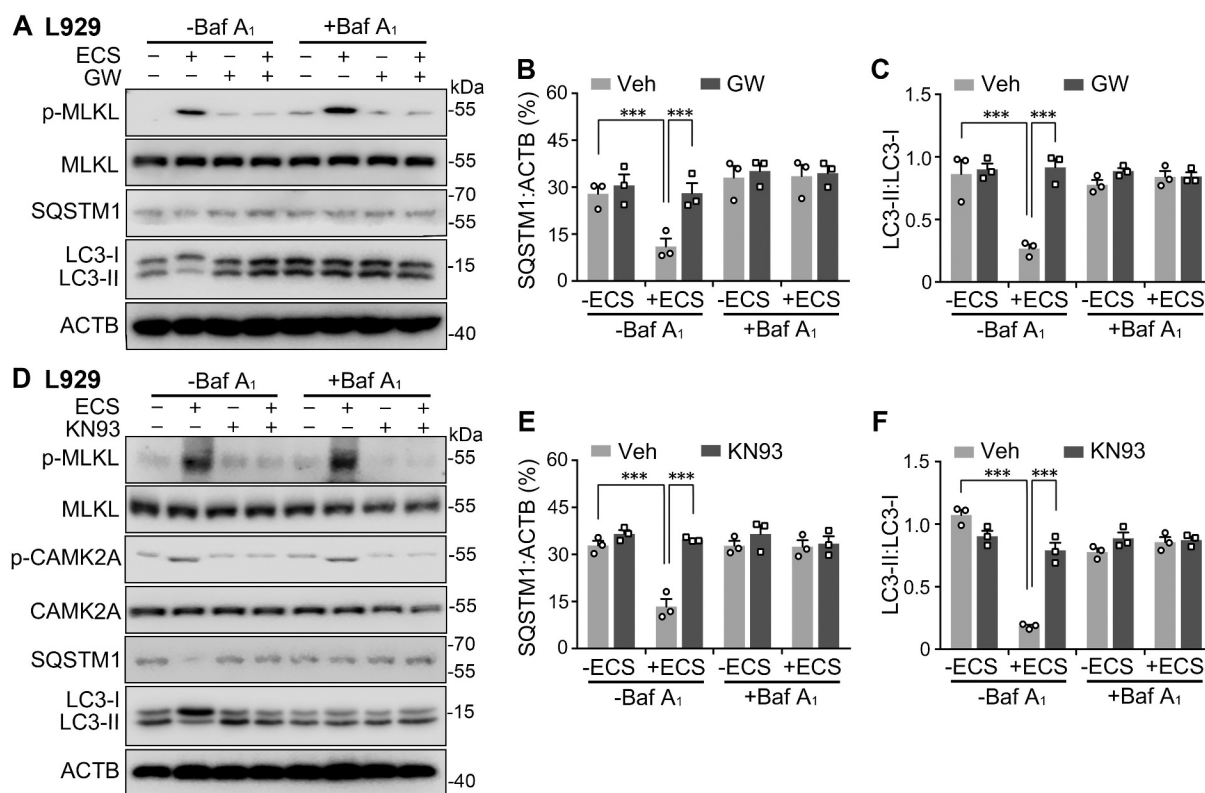 A L929
-Baf A₁ +Baf A₁
ECS – + – + – + – +
GW – – + + – – + +
kDa
p-MLKL -55
MLKL -55
-70
SQSTM1
-55
LC3-I
-15
LC3-II
ACTB
-40
B
Veh GW
SQSTM1:ACTB (%)
60
45
30
15
0
*** ***
-ECS +ECS -ECS +ECS
-Baf A₁ +Baf A₁
C
Veh GW
LC3-II:LC3-I
1.5
1.0
0.5
0
*** ***
-ECS +ECS -ECS +ECS
-Baf A₁ +Baf A₁
D L929
-Baf A₁ +Baf A₁
ECS – + – + – + – +
KN93 – – + + – – + +
kDa
p-MLKL -55
MLKL -55
p-CAMK2A -55
CAMK2A -55
-70
SQSTM1
-55
LC3-I
-15
LC3-II
ACTB
-40
E
Veh KN93
SQSTM1:ACTB (%)
60
45
30
15
0
*** ***
-ECS +ECS -ECS +ECS
-Baf A₁ +Baf A₁
F
Veh KN93
LC3-II:LC3-I
1.5
1.0
0.5
0
*** ***
-ECS +ECS -ECS +ECS
-Baf A₁ +Baf A₁